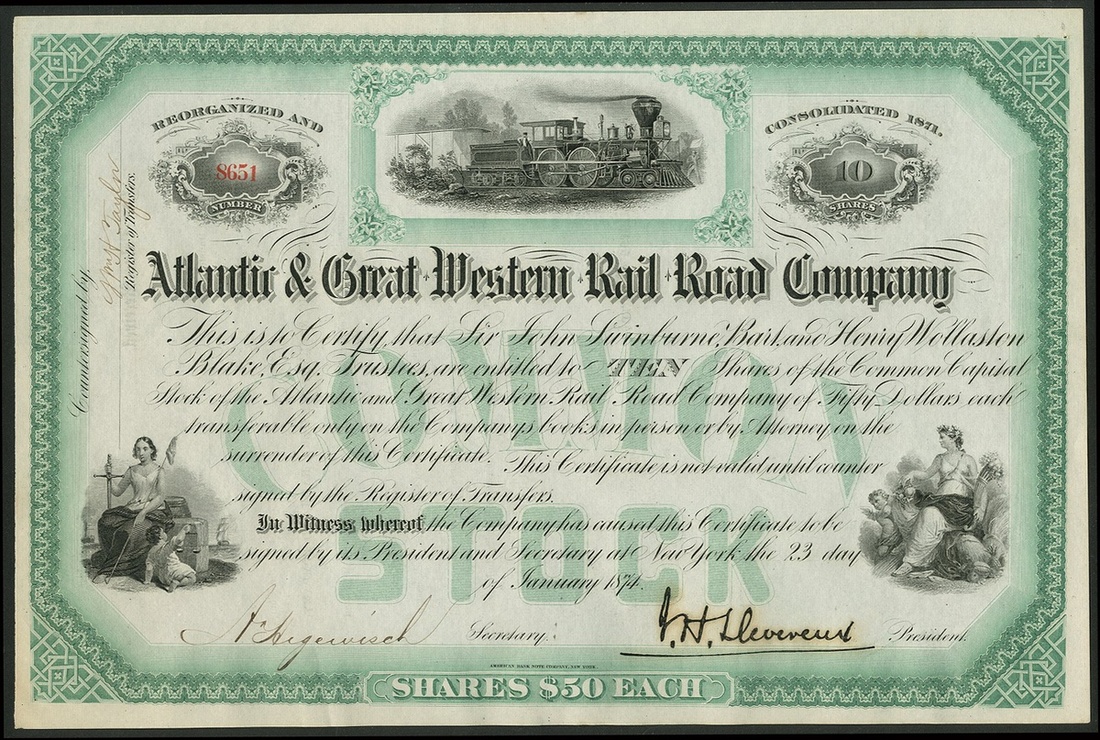 REORGANIZED AND
CONSOLIDATED 1871.
8651
NUMBER
10
SHARES
Countersigned by
Wm H Taylor
Register of Transfers.
Atlantic & Great Western Rail Road Company
This is to Certify that Sir John Swinburne, Bart. and Henry Wollaston
Blake, Esq. Trustees, are entitled to TEN Shares of the Common Capital
Stock of the Atlantic and Great Western Rail Road Company of Fifty Dollars each
transferable only on the Companys books in person or by Attorney on the
surrender of this Certificate. This Certificate is not valid until counter
signed by the Register of Transfers.
In Witness whereof the Company has caused this Certificate to be
signed by its President and Secretary at New York the 23 day
of January 1874.
COMMON
STOCK
A. Hegewisch Secretary.
J. H. Devereux President.
AMERICAN BANK NOTE COMPANY, NEW YORK.
SHARES $50 EACH